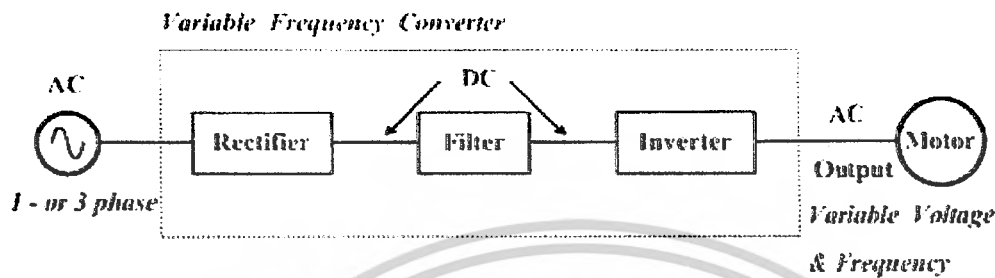 Variable Frequency Converter
AC
DC
Rectifier
Filter
Inverter
AC
Output
Motor
1 - or 3 phase
Variable Voltage
& Frequency